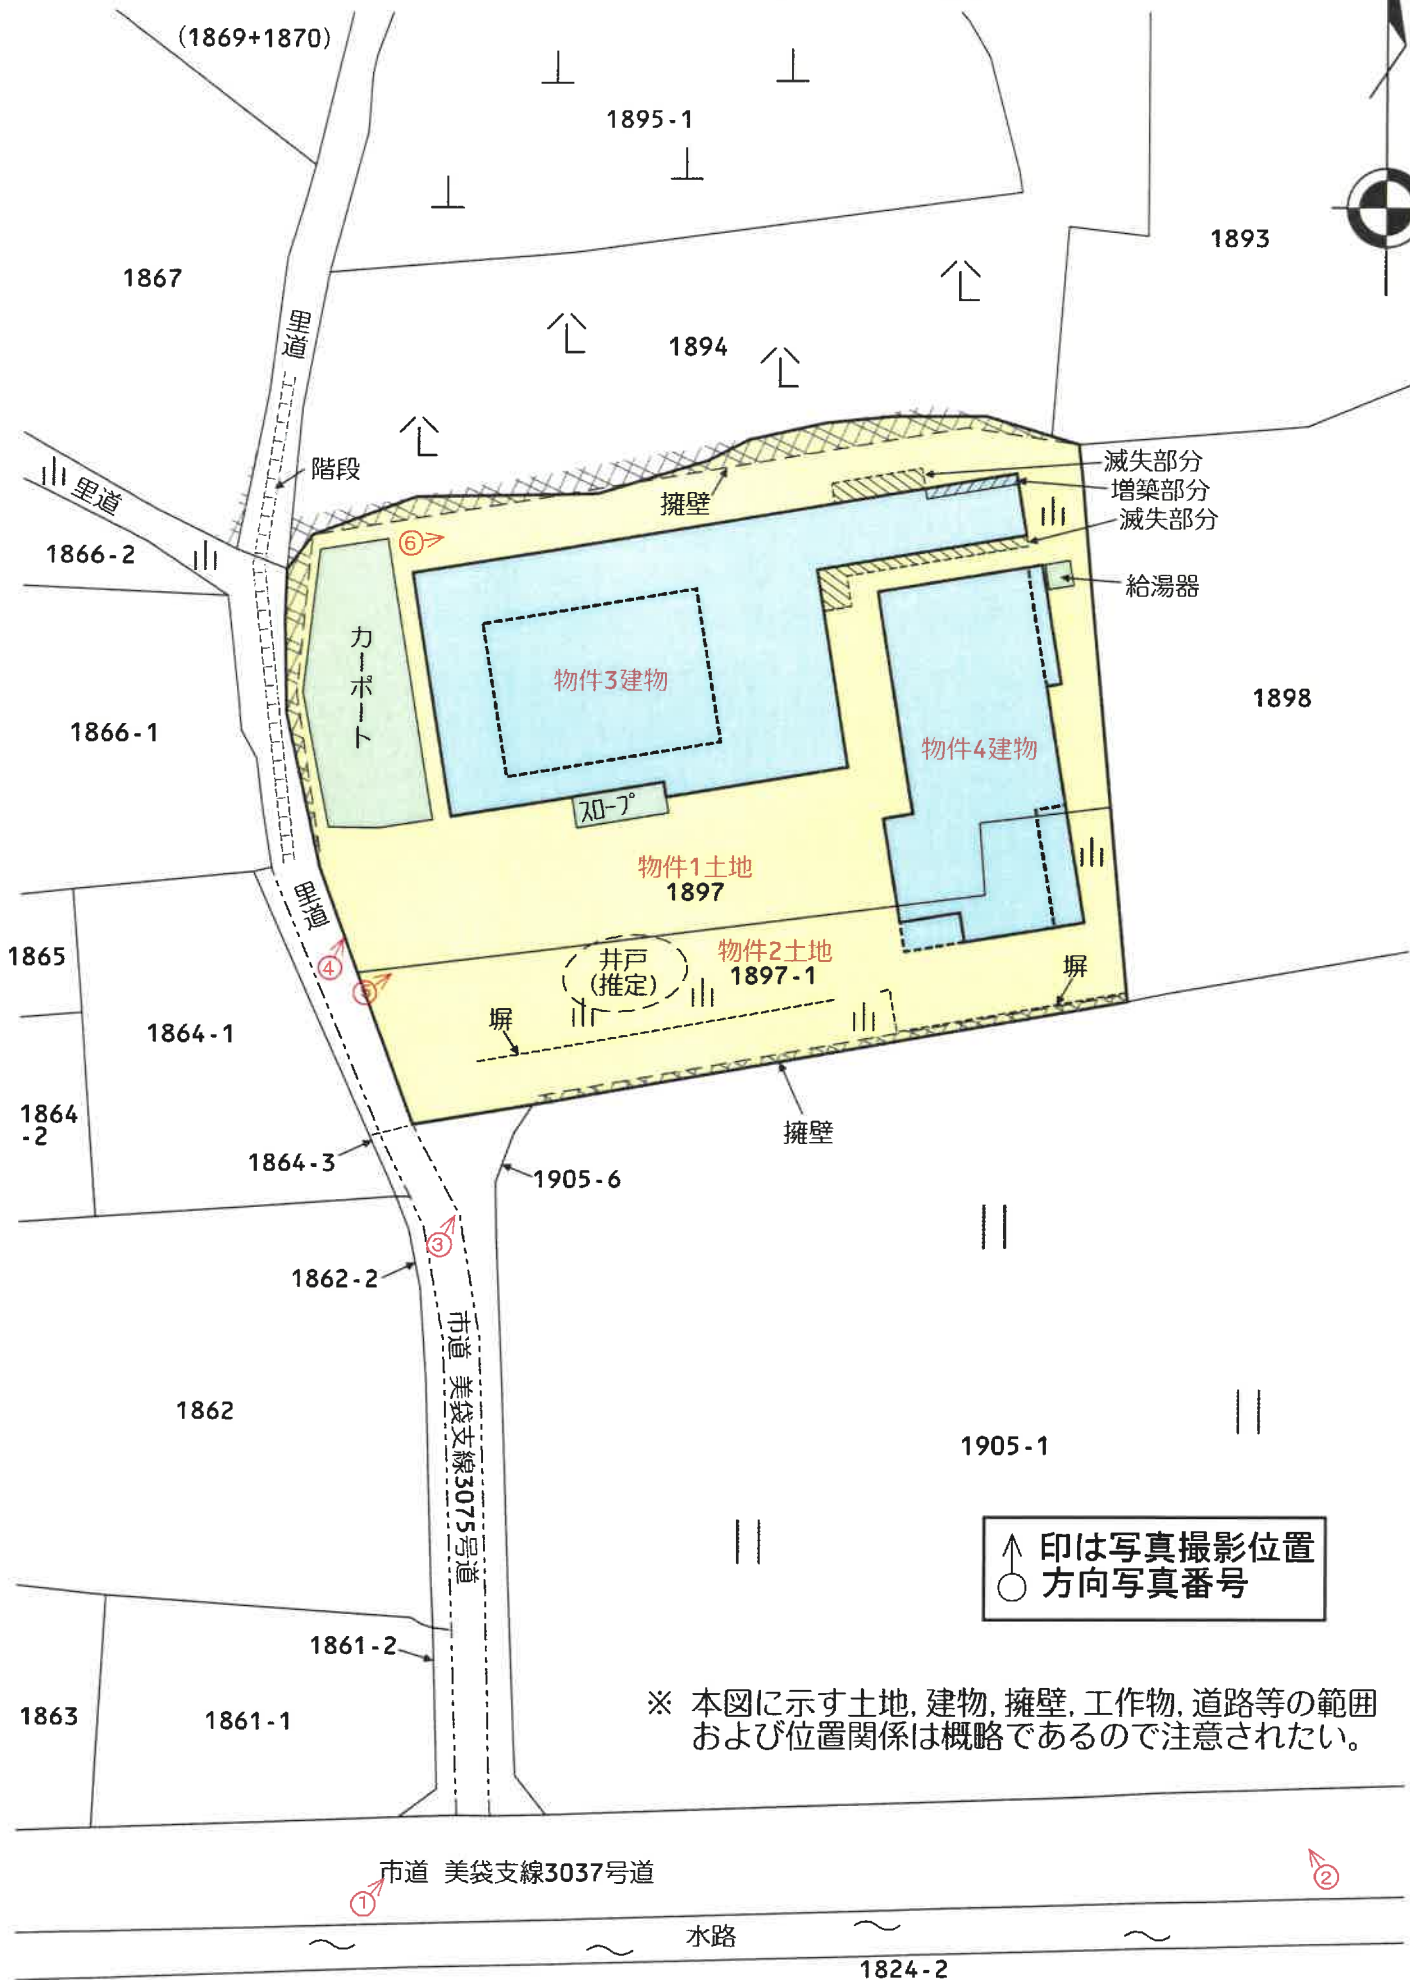 (1869+1870)
1895-1
1893
1867
里道
1894
階段
里道
擁壁
滅失部分
増築部分
滅失部分
⑥
1866-2
給湯器
カーポート
物件3建物
1898
1866-1
物件4建物
スロープ
物件1土地
1897
里道
1865
④
⑤
井戸
(推定)
物件2土地
1897-1
塀
塀
1864-1
1864
-2
擁壁
1864-3
1905-6
③
1862-2
市道 美袋支線3075号道
1862
1905-1
印は写真撮影位置
方向写真番号
1861-2
1863
1861-1
※ 本図に示す土地, 建物, 擁壁, 工作物, 道路等の範囲
および位置関係は概略であるので注意されたい。
市道 美袋支線3037号道
①
②
水路
1824-2